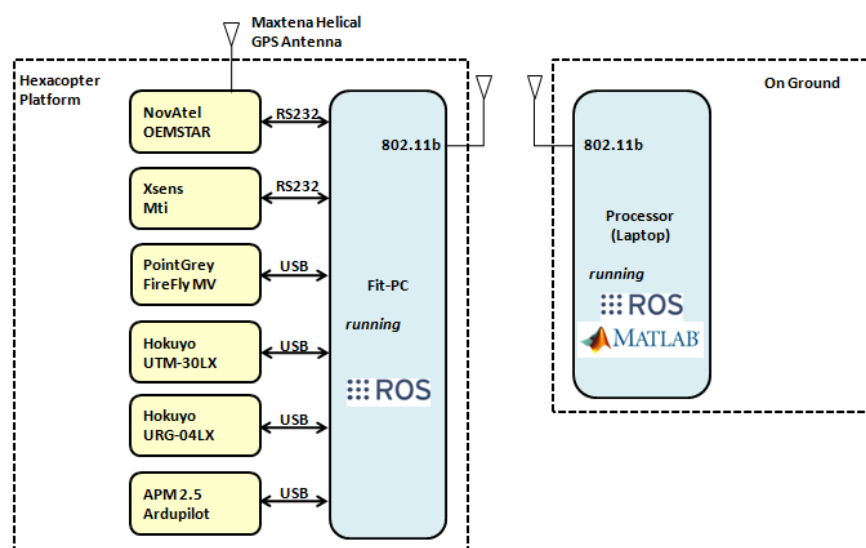 Maxtena Helical
GPS Antenna
Hexacopter
Platform
On Ground
NovAtel
OEMSTAR
RS232
802.11b
802.11b
Xsens
Mti
RS232
Processor
(Laptop)
PointGrey
FireFly MV
USB
Fit-PC
running
running
ROS
MATLAB
Hokuyo
UTM-30LX
USB
ROS
Hokuyo
URG-04LX
USB
APM 2.5
Ardupilot
USB